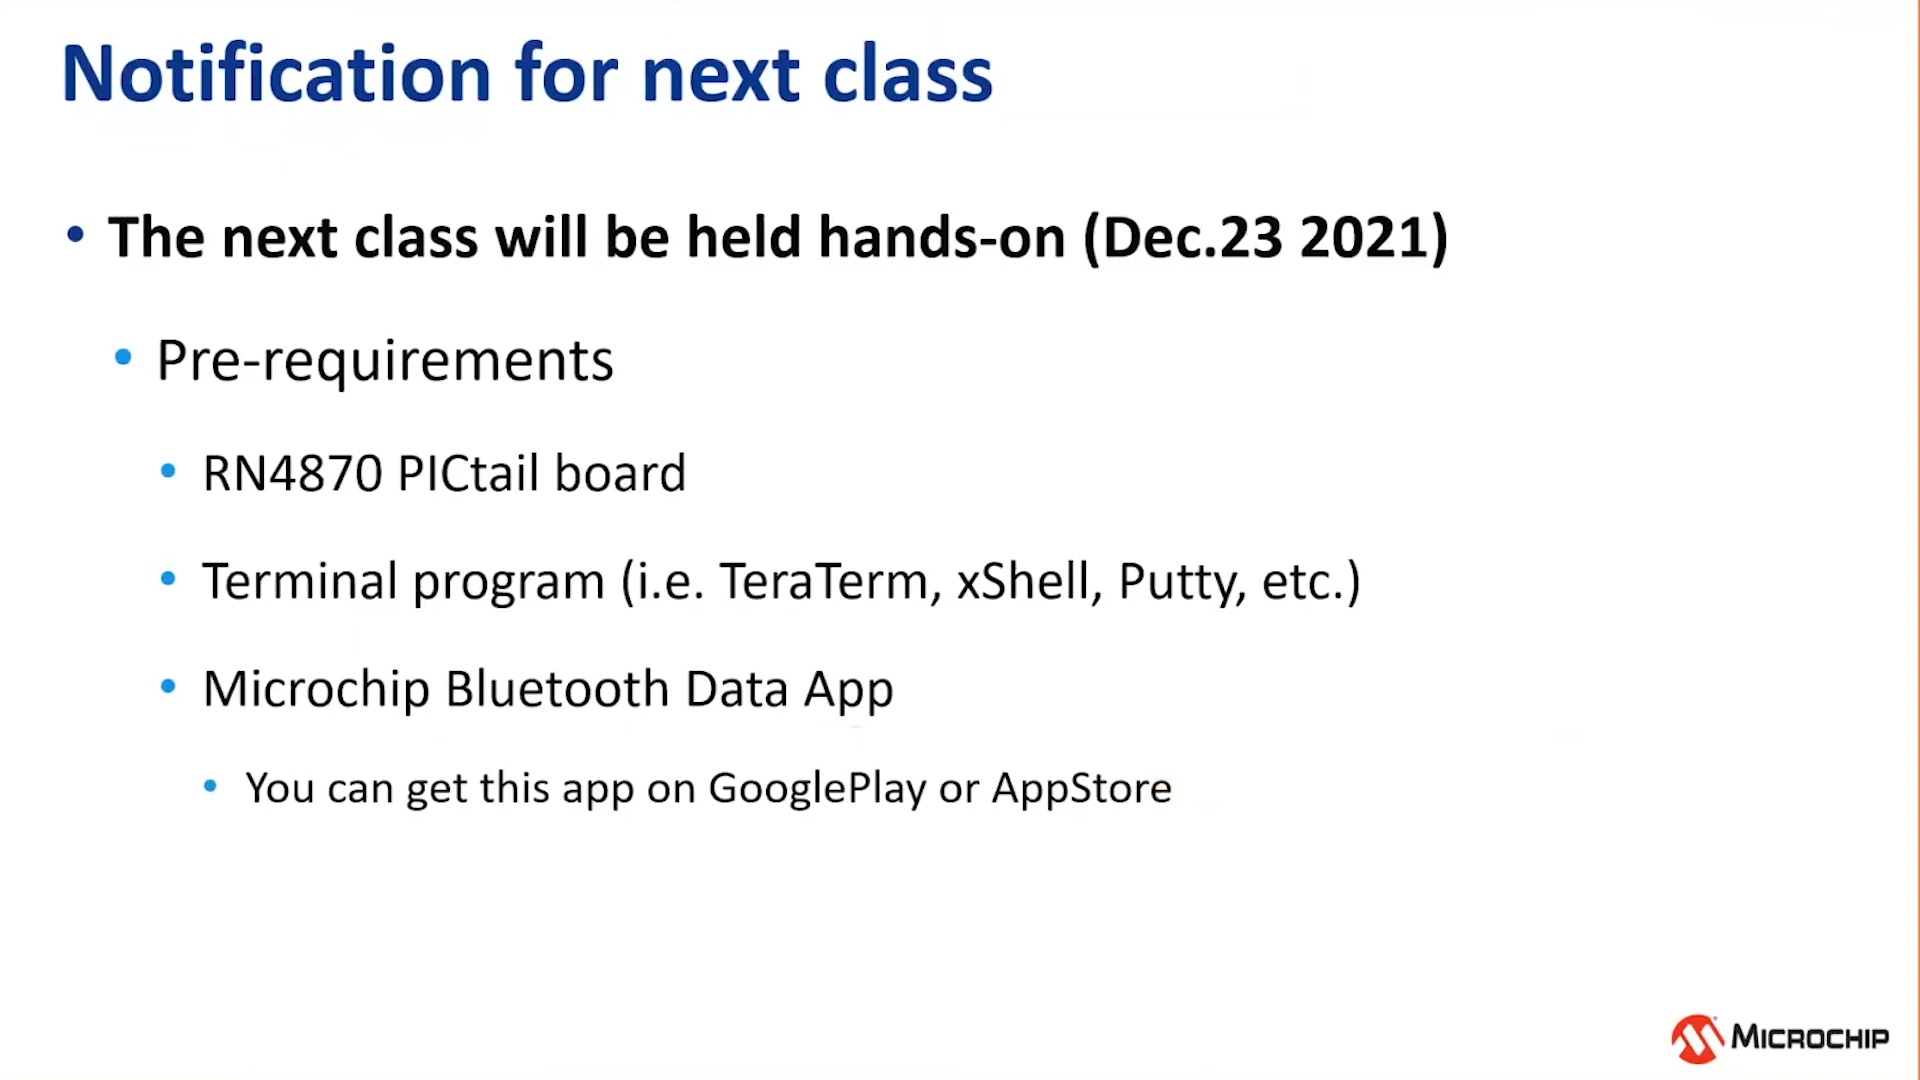 Notification for next class
• The next class will be held hands-on (Dec.23 2021)
• Pre-requirements
• RN4870 PICtail board
• Terminal program (i.e. TeraTerm, xShell, Putty, etc.)
• Microchip Bluetooth Data App
• You can get this app on GooglePlay or AppStore
MICROCHIP